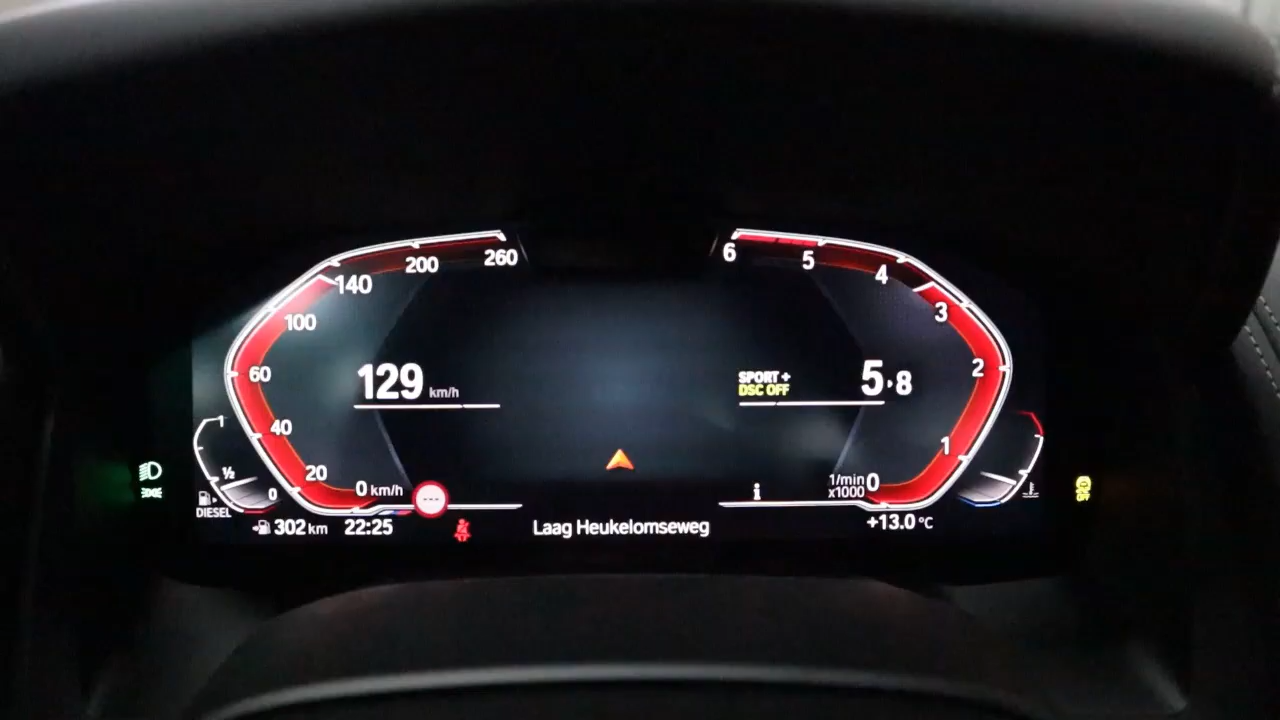 260
200
140
100
60
40
20
0 km/h
129 km/h
1
1/2
0
DIESEL
302 km
22:25
---
Laag Heukelomseweg
SPORT +
DSC OFF
5 8
6
5
4
3
2
1
0
1/min
x1000
i
+13.0 °C